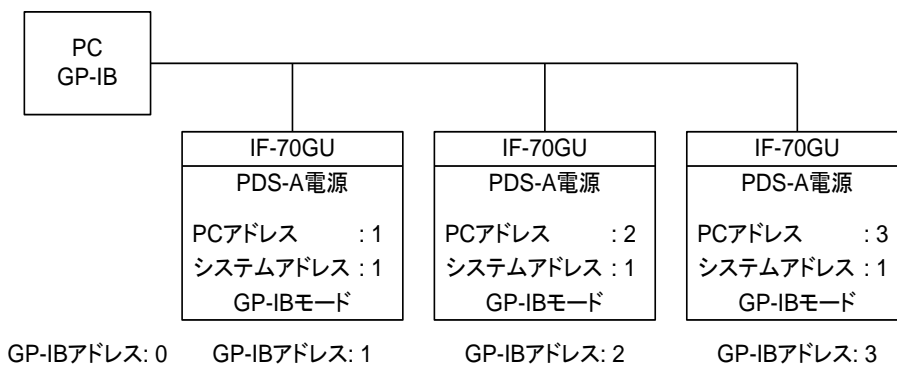 PC
GP-IB
IF-70GU
PDS-A電源
PCアドレス : 1
システムアドレス : 1
GP-IBモード
IF-70GU
PDS-A電源
PCアドレス : 2
システムアドレス : 1
GP-IBモード
IF-70GU
PDS-A電源
PCアドレス : 3
システムアドレス : 1
GP-IBモード
GP-IBアドレス: 0
GP-IBアドレス: 1
GP-IBアドレス: 2
GP-IBアドレス: 3